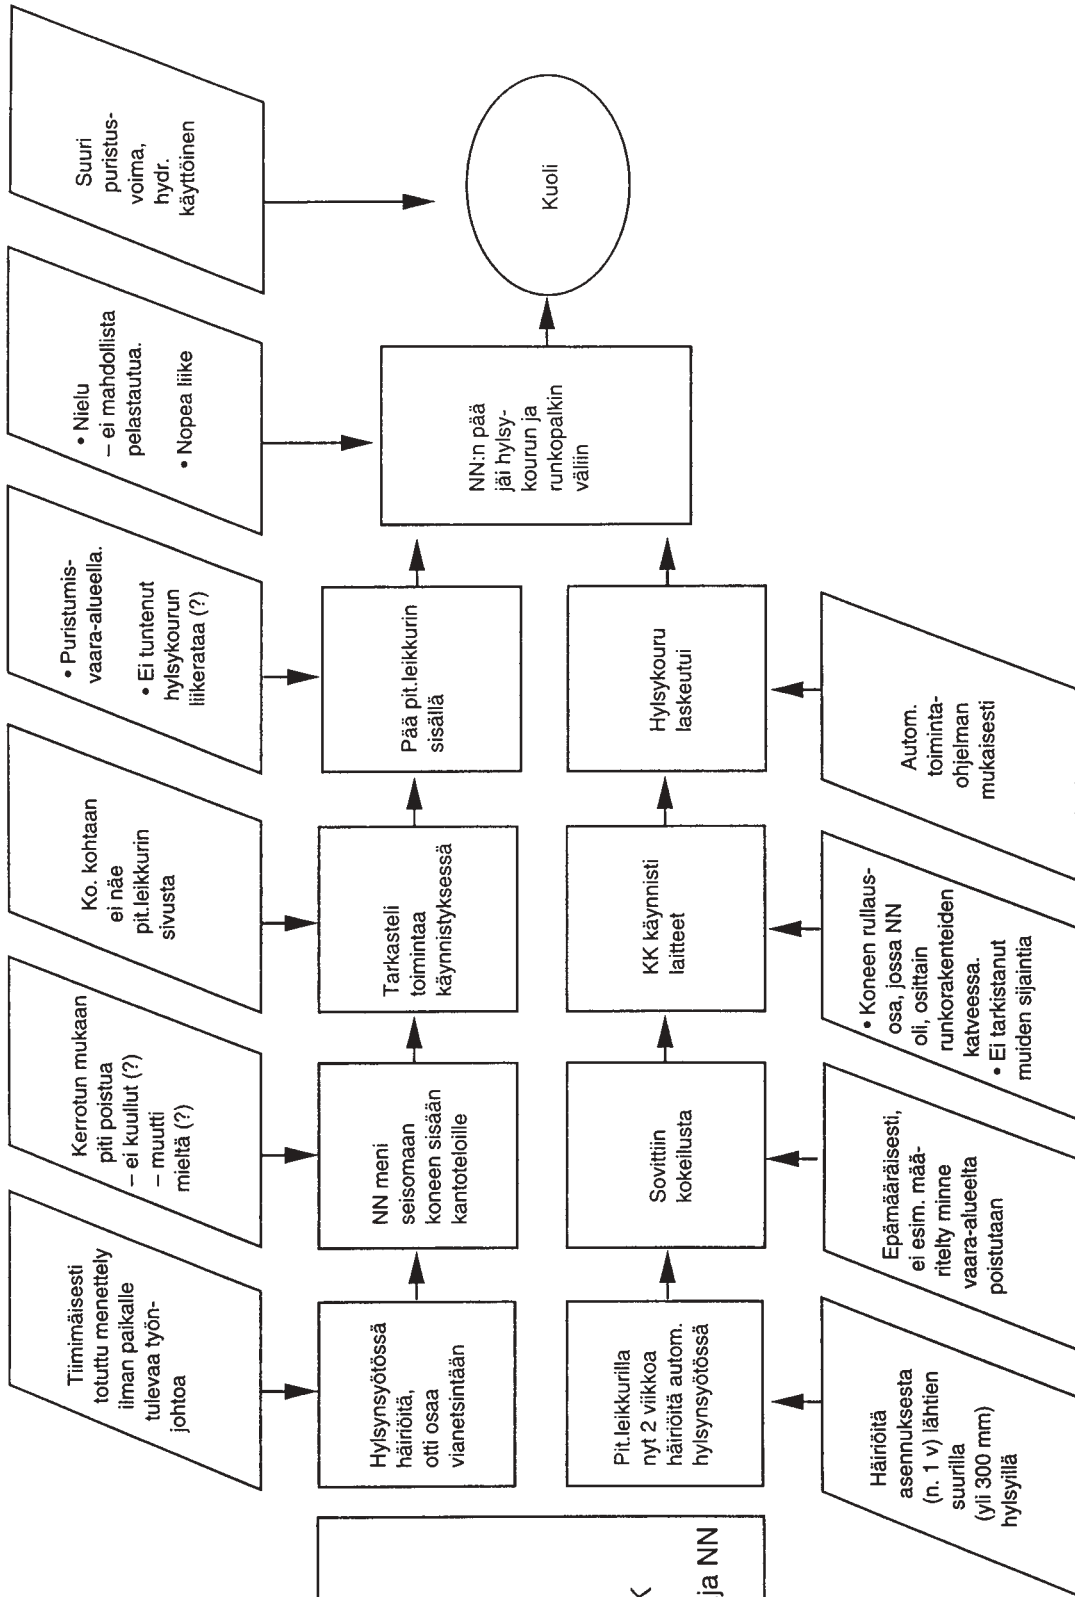 Tiimimäisesti
totuttu menettely
ilman paikalle
tulevaa työn-
johtoa
Kerrotun mukaan
piti poistua
– ei kuullut (?)
– muutti
mieltä (?)
Ko. kohtaan
ei näe
pit.leikkurin
sivusta
• Puristumis-
vaara-alueella.
• Ei tuntenut
hylsykourun
liikerataa (?)
• Nielu
– ei mahdollista
pelastautua.
• Nopea liike
Suuri
puristus-
voima,
hydr.
käyttöinen
Hylsynsyötössä
häiriöitä,
otti osaa
vianetsintään
NN meni
seisomaan
koneen sisään
kantoteloille
Tarkasteli
toimintaa
käynnistyksessä
Pää pit.leikkurin
sisällä
NN:n pää
jäi hylsy-
kourun ja
runkopalkin
väliin
Kuoli
K
ja NN
Pit.leikkurilla
nyt 2 viikkoa
häiriöitä autom.
hylsynsyötössä
Sovittiin
kokeilusta
KK käynnisti
laitteet
Hylsykouru
laskeutui
Häiriöitä
asennuksesta
(n. 1 v) lähtien
suurilla
(yli 300 mm)
hylsyillä
Epämääräisesti,
ei esim. mää-
ritelty minne
vaara-alueelta
poistutaan
• Koneen rullaus-
osa, jossa NN
oli, osittain
runkorakenteiden
katveessa.
• Ei tarkistanut
muiden sijaintia
Autom.
toiminta-
ohjelman
mukaisesti